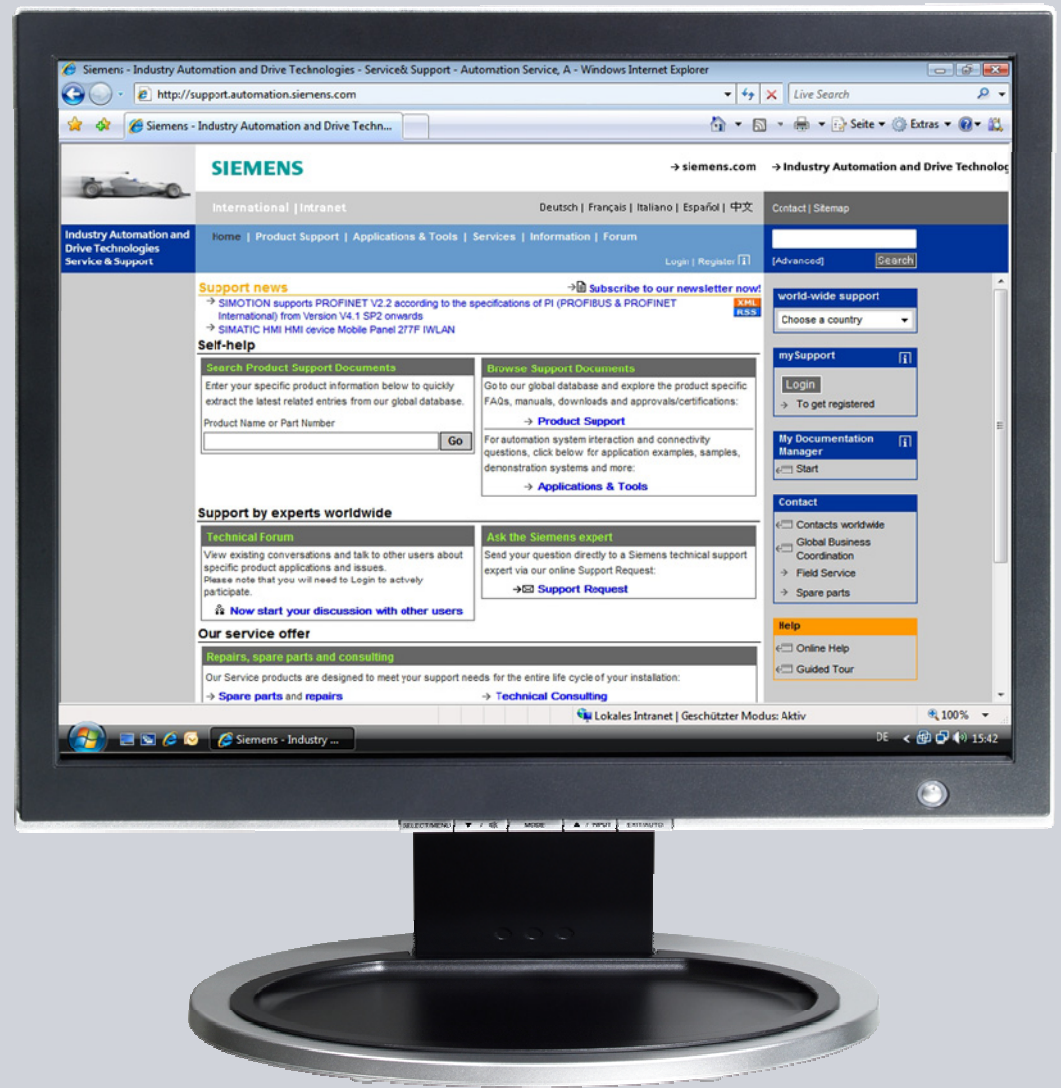 Siemens - Industry Automation and Drive Technologies - Service& Support - Automation Service, A - Windows Internet Explorer
http://support.automation.siemens.com
Live Search
Siemens - Industry Automation and Drive Techn...
Seite
Extras
SIEMENS
→ siemens.com
→ Industry Automation and Drive Technolog
International | Intranet
Deutsch | Français | Italiano | Español | 中文
Contact | Sitemap
Industry Automation and
Drive Technologies
Service & Support
Home | Product Support | Applications & Tools | Services | Information | Forum
Login | Register
[Advanced]
Search
Support news
→ Subscribe to our newsletter now!
→ SIMOTION supports PROFINET V2.2 according to the specifications of PI (PROFIBUS & PROFINET
International) from Version V4.1 SP2 onwards
XML
RSS
→ SIMATIC HMI HMI device Mobile Panel 277F IWLAN
Self-help
Search Product Support Documents
Enter your specific product information below to quickly
extract the latest related entries from our global database.
Product Name or Part Number
Go
Browse Support Documents
Go to our global database and explore the product specific
FAQs, manuals, downloads and approvals/certifications:
→ Product Support
For automation system interaction and connectivity
questions, click below for application examples, samples,
demonstration systems and more:
→ Applications & Tools
Support by experts worldwide
Technical Forum
View existing conversations and talk to other users about
specific product applications and issues.
Please note that you will need to Login to actively
participate.
Now start your discussion with other users
Ask the Siemens expert
Send your question directly to a Siemens technical support
expert via our online Support Request:
→ Support Request
Our service offer
Repairs, spare parts and consulting
Our Service products are designed to meet your support needs for the entire life cycle of your installation:
→ Spare parts and repairs
→ Technical Consulting
world-wide support
Choose a country
mySupport
Login
→ To get registered
My Documentation
Manager
Start
Contact
Contacts worldwide
Global Business
Coordination
→ Field Service
→ Spare parts
Help
Online Help
Guided Tour
Lokales Intranet | Geschützter Modus: Aktiv
100%
Siemens - Industry ...
DE
15:42
SELECT/MENU
MODE
▲ / INPUT
EXIT/AUTO